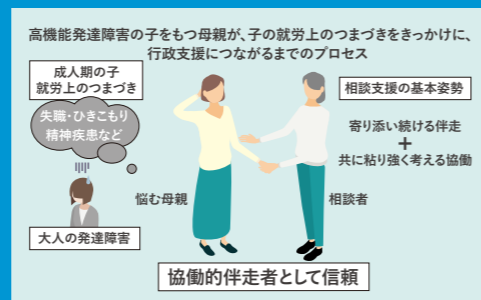 高機能発達障害の子をもつ母親が、子の就労上のつまづきをきっかけに、
行政支援につながるまでのプロセス
成人期の子
就労上のつまづき
失職・ひきこもり
精神疾患など
大人の発達障害
悩む母親
相談者
相談支援の基本姿勢
寄り添い続ける伴走
＋
共に粘り強く考える協働
協働的伴走者として信頼